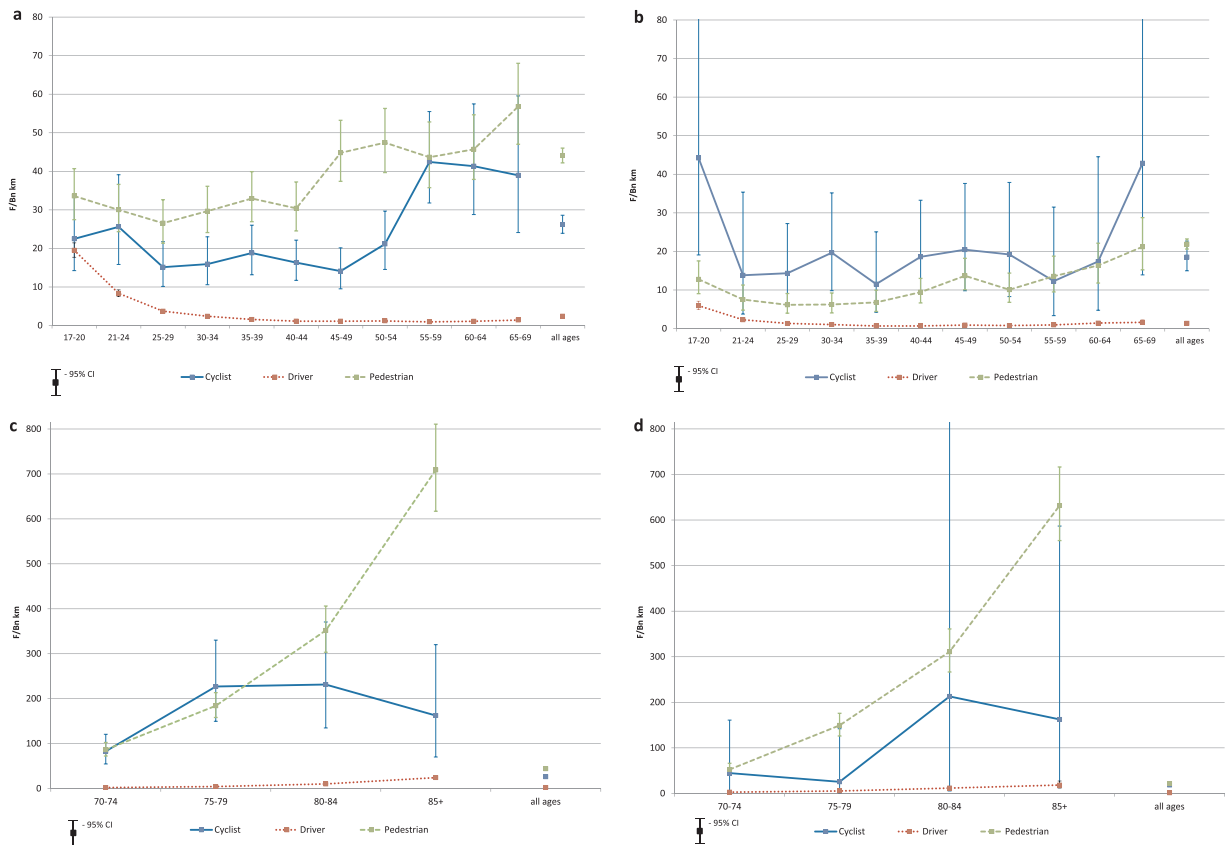 a
80
70
60
50
40
30
20
10
0
F/Bn km
17-20 21-24 25-29 30-34 35-39 40-44 45-49 50-54 55-59 60-64 65-69 all ages
- 95% CI
Cyclist Driver Pedestrian
b
80
70
60
50
40
30
20
10
0
F/Bn km
17-20 21-24 25-29 30-34 35-39 40-44 45-49 50-54 55-59 60-64 65-69 all ages
- 95% CI
Cyclist Driver Pedestrian
c
800
700
600
500
400
300
200
100
0
F/Bn km
70-74 75-79 80-84 85+ all ages
- 95% CI
Cyclist Driver Pedestrian
d
800
700
600
500
400
300
200
100
0
F/Bn km
70-74 75-79 80-84 85+ all ages
- 95% CI
Cyclist Driver Pedestrian